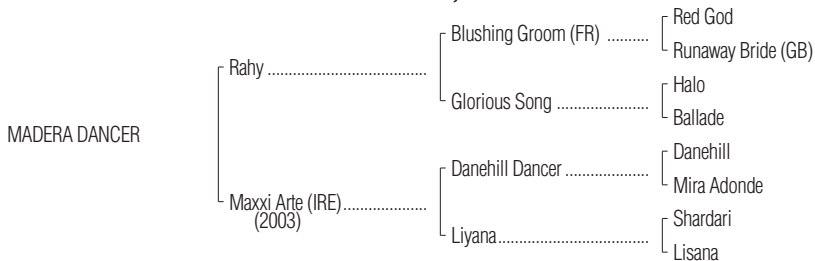 Red God
Blushing Groom (FR) ..........
Runaway Bride (GB)
Rahy ......................................
Halo
Glorious Song ......................
Ballade
MADERA DANCER
Danehill
Danehill Dancer ....................
Mira Adonde
Maxxi Arte (IRE)....................
(2003)
Shardari
Liyana....................................
Lisana